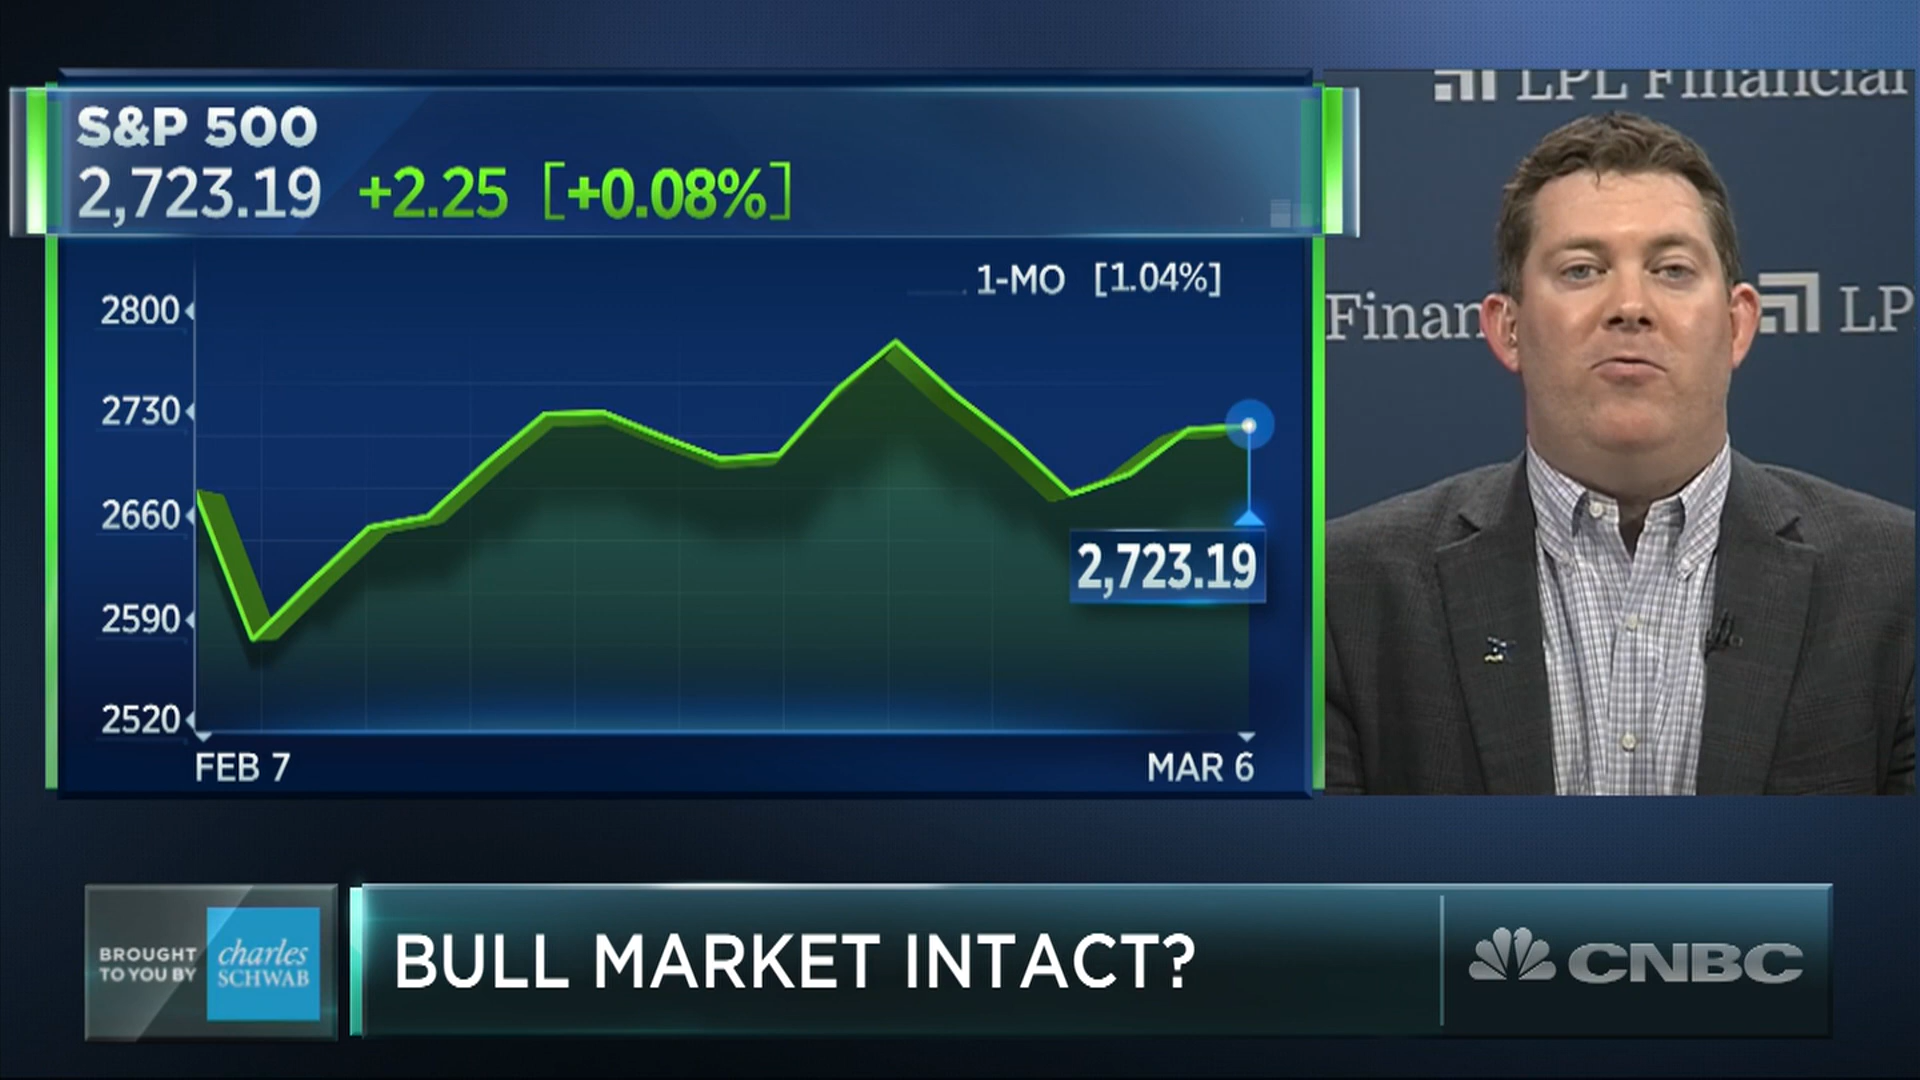 S&P 500
2,723.19 +2.25 [+0.08%]
1-MO [1.04%]
2800
2730
2660
2590
2520
FEB 7
MAR 6
2,723.19
LPL Financial
Finan
LP
BROUGHT
TO YOU BY
charles
SCHWAB
BULL MARKET INTACT?
CNBC